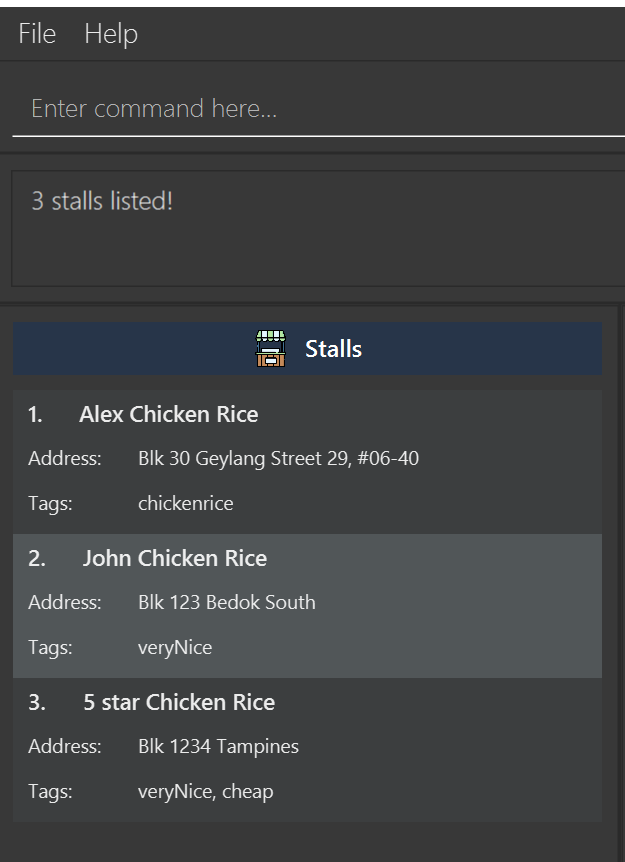 File Help
Enter command here...
3 stalls listed!
Stalls
1. Alex Chicken Rice
Address: Blk 30 Geylang Street 29, #06-40
Tags: chickenrice
2. John Chicken Rice
Address: Blk 123 Bedok South
Tags: veryNice
3. 5 star Chicken Rice
Address: Blk 1234 Tampines
Tags: veryNice, cheap